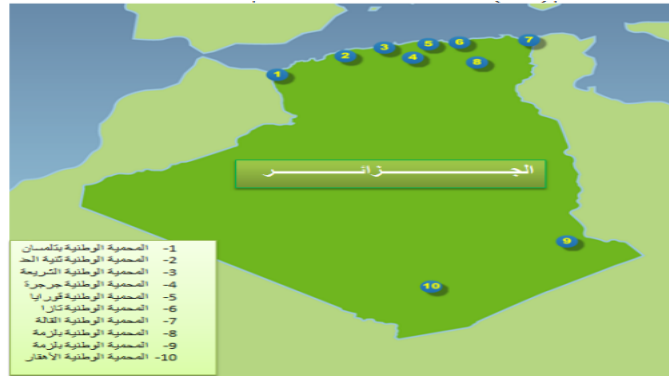 1
2
3
4
5
6
7
8
9
10
الجـــزائـــر
1- المحمية الوطنية بتلمسان
2- المحمية الوطنية ثنية الحد
3- المحمية الوطنية الشريعة
4- المحمية الوطنية جرجرة
5- المحمية الوطنية قورايا
6- المحمية الوطنية تازا
7- المحمية الوطنية القالة
8- المحمية الوطنية بلزمة
9- المحمية الوطنية بلزمة
10- المحمية الوطنية الأهقار